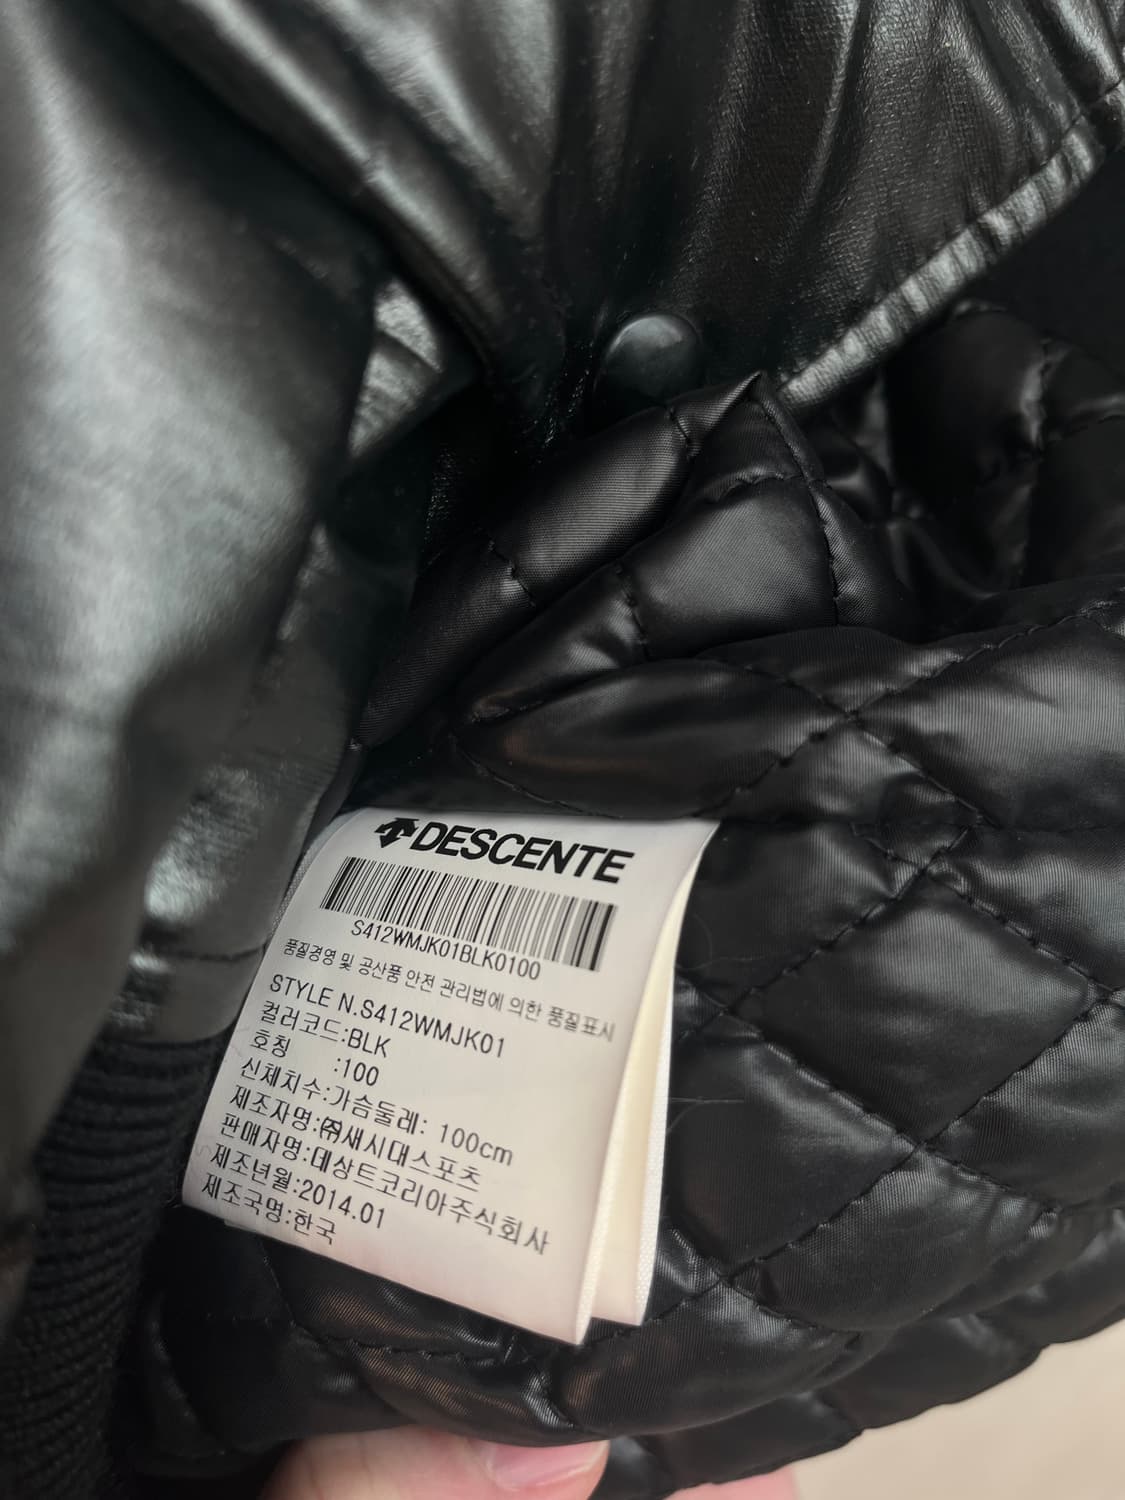 DESCENTE
S412WMJK01BLK0100
품질경영 및 공산품 안전 관리법에 의한 품질표시
STYLE N.S412WMJK01
컬러코드:BLK
호칭 :100
신체치수:가슴둘레: 100cm
제조자명:㈜새시대스포츠
판매자명:데상트코리아주식회사
제조년월:2014.01
제조국명:한국